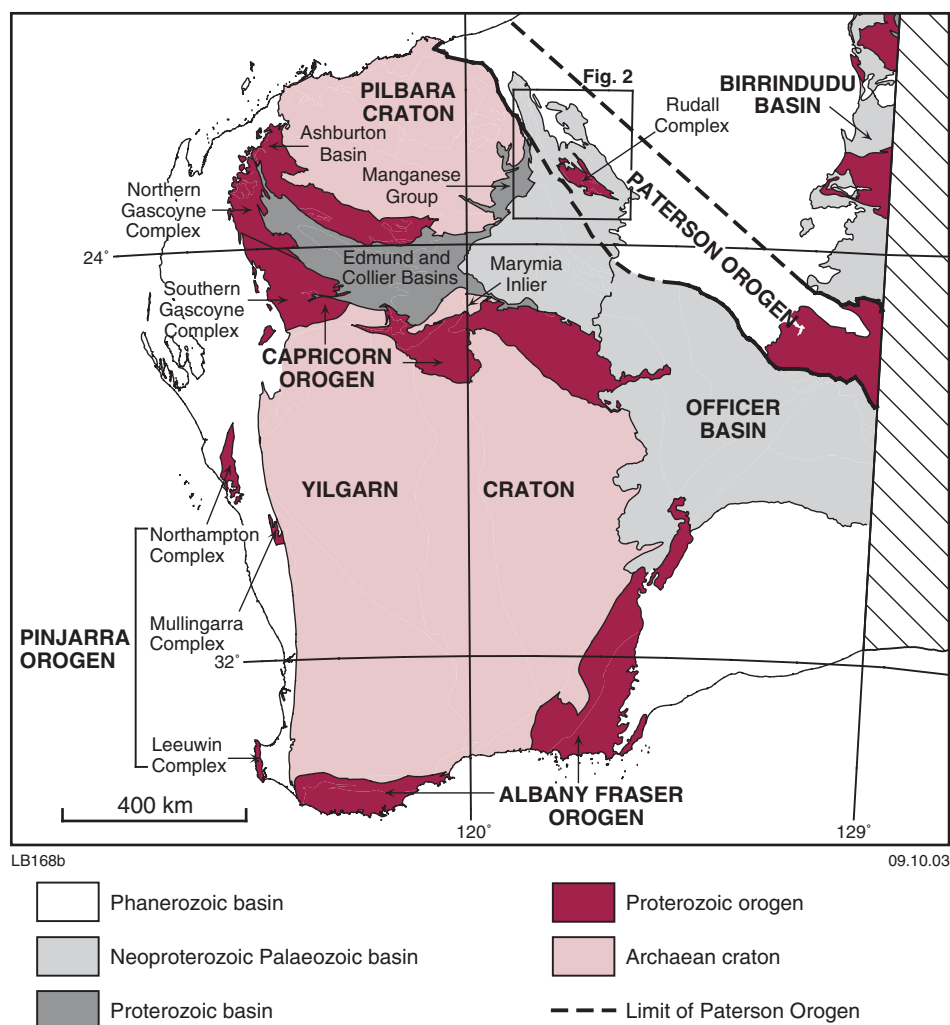 Fig. 2
PILBARA
CRATON
BIRRINDUDU
BASIN
Rudall
Complex
Ashburton
Basin
Manganese
Group
Northern
Gascoyne
Complex
PATERSON OROGEN
24°
Edmund and
Collier Basins
Marymia
Inlier
Southern
Gascoyne
Complex
CAPRICORN
OROGEN
OFFICER
BASIN
YILGARN
CRATON
Northampton
Complex
Mullingarra
Complex
PINJARRA
OROGEN
32°
Leeuwin
Complex
400 km
ALBANY FRASER
OROGEN
120°
129°
LB168b
09.10.03
Phanerozoic basin
Neoproterozoic Palaeozoic basin
Proterozoic basin
Proterozoic orogen
Archaean craton
Limit of Paterson Orogen